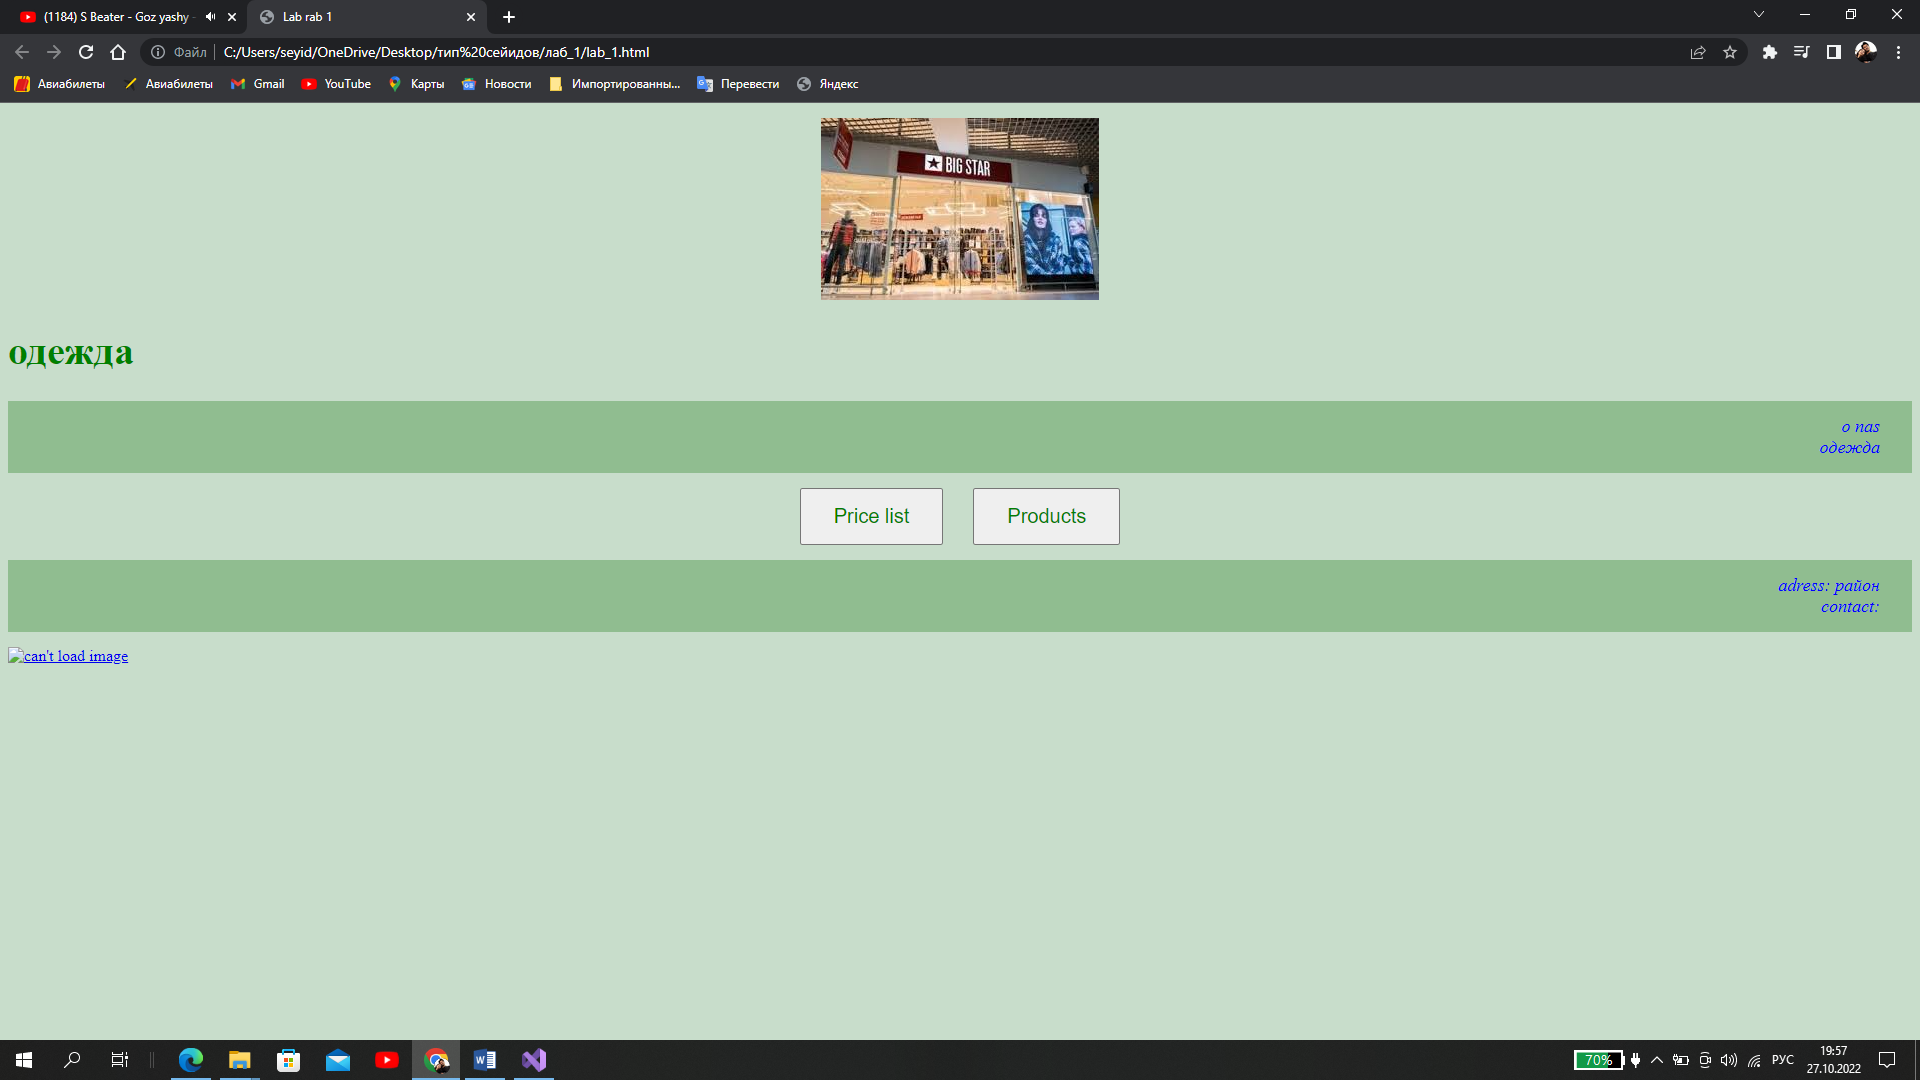 (1184) S Beater - Goz yashy
Lab rab 1
Файл
C:/Users/seyid/OneDrive/Desktop/тип%20сейидов/лаб_1/lab_1.html
Авиабилеты
Авиабилеты
Gmail
YouTube
Карты
Новости
Импортированны...
Перевести
Яндекс
BIG STAR
одежда
o nas
одежда
Price list
Products
adress: район
contact:
can't load image
70%
РУС
19:57
27.10.2022